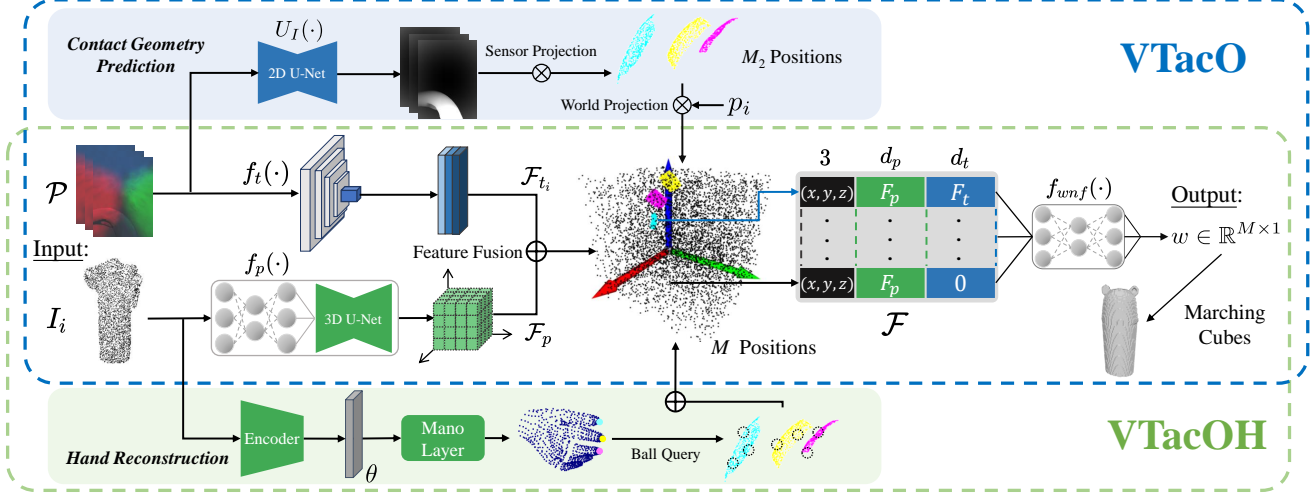 Contact Geometry
Prediction
U_I(·)
2D U-Net
Sensor Projection
M_2 Positions
World Projection
p_i
VTacO
𝒫
f_t(·)
ℱ_{t_i}
Input:
Feature Fusion
f_p(·)
3D U-Net
I_i
ℱ_p
M Positions
3 d_p d_t
(x, y, z) F_p F_t
(x, y, z) F_p 0
ℱ
f_{wnf}(·)
Output:
w ∈ ℝ^{M×1}
Marching
Cubes
Hand Reconstruction
Encoder
θ
Mano
Layer
Ball Query
VTacOH